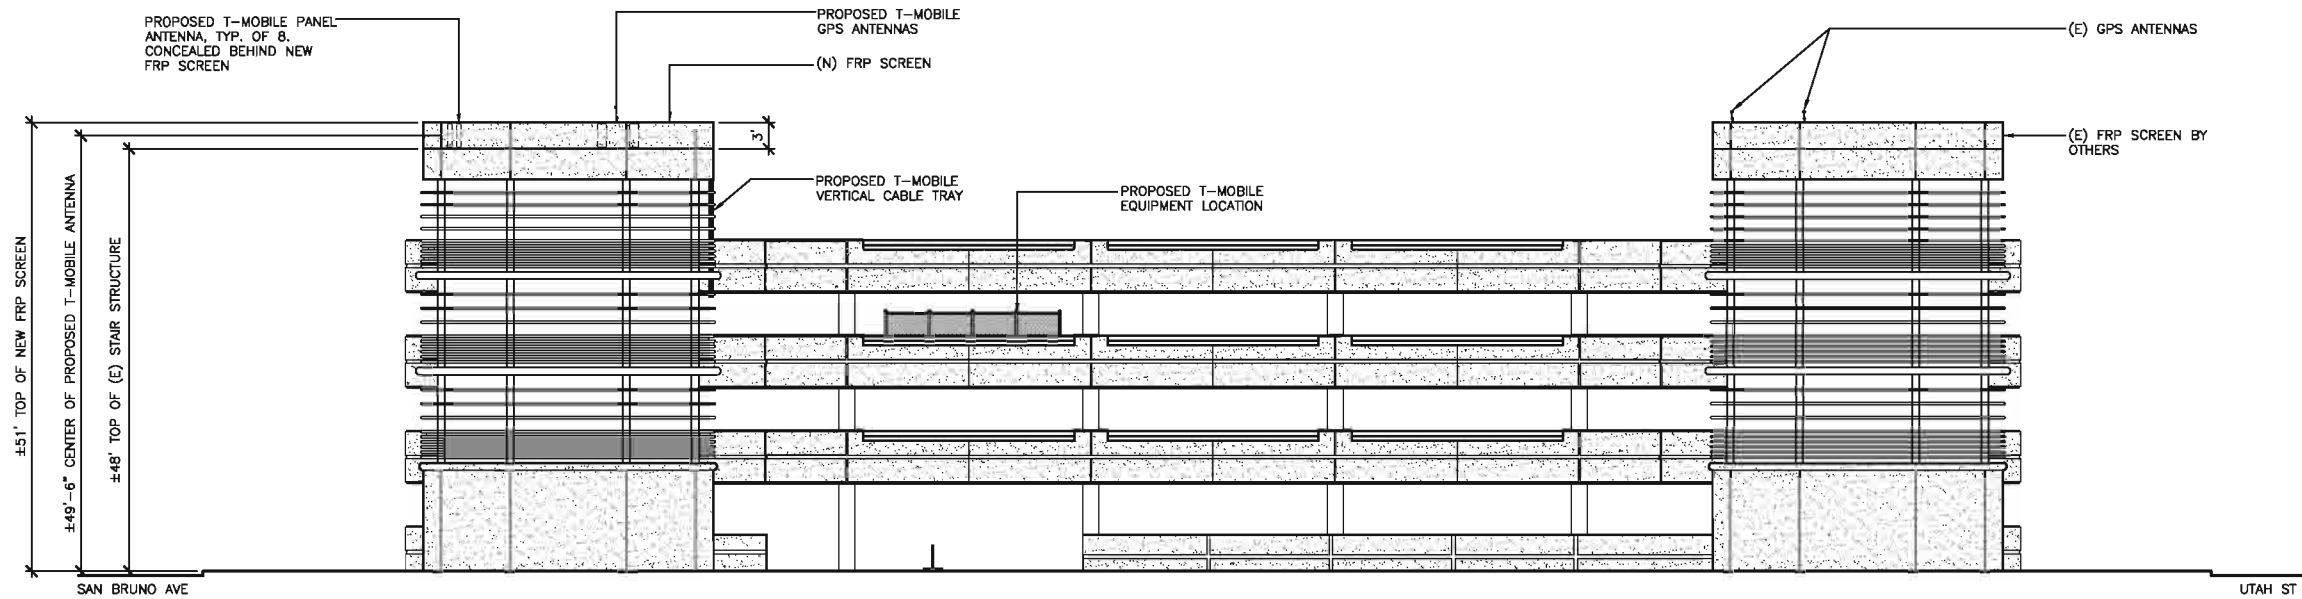 PROPOSED T-MOBILE PANEL
ANTENNA, TYP. OF 8.
CONCEALED BEHIND NEW
FRP SCREEN
PROPOSED T-MOBILE
GPS ANTENNAS
(N) FRP SCREEN
(E) GPS ANTENNAS
(E) FRP SCREEN BY
OTHERS
3'
PROPOSED T-MOBILE
VERTICAL CABLE TRAY
PROPOSED T-MOBILE
EQUIPMENT LOCATION
±51' TOP OF NEW FRP SCREEN
±49'-6" CENTER OF PROPOSED T-MOBILE ANTENNA
±48' TOP OF (E) STAIR STRUCTURE
SAN BRUNO AVE
UTAH ST